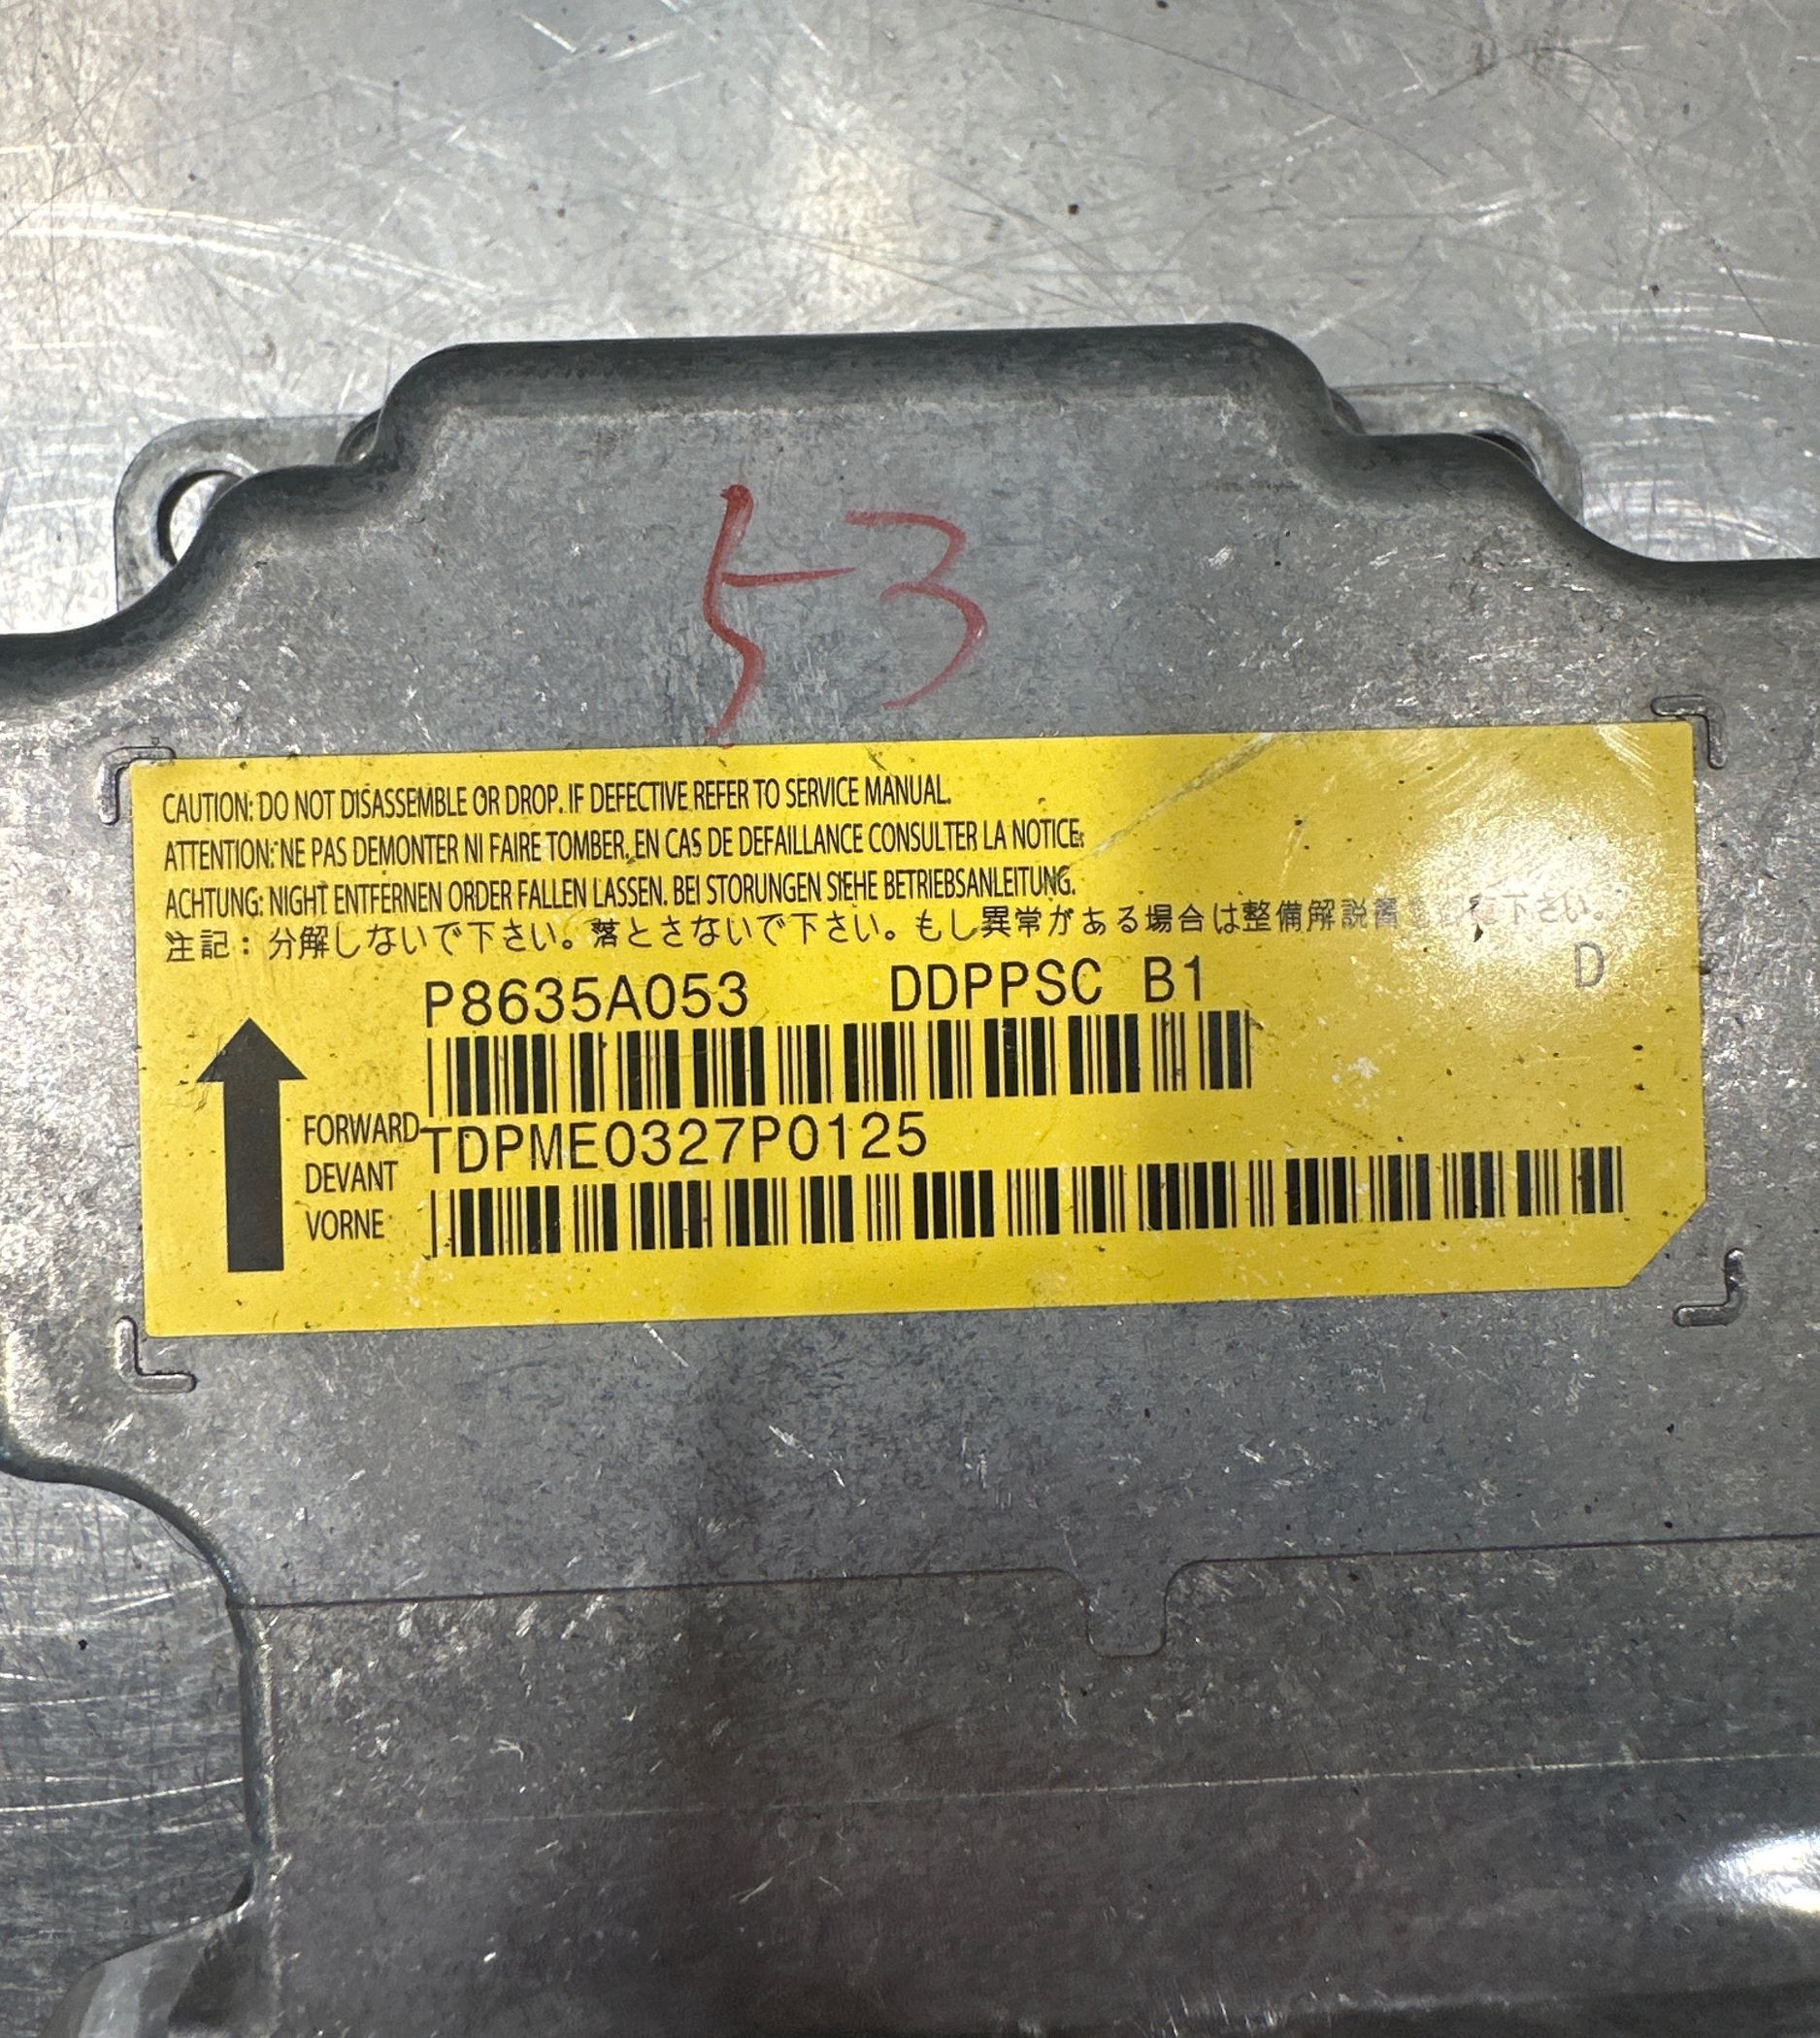 53
CAUTION: DO NOT DISASSEMBLE OR DROP. IF DEFECTIVE REFER TO SERVICE MANUAL.
ATTENTION: NE PAS DEMONTER NI FAIRE TOMBER. EN CAS DE DEFAILLANCE CONSULTER LA NOTICE.
ACHTUNG: NIGHT ENTFERNEN ORDER FALLEN LASSEN. BEI STORUNGEN SIEHE BETRIEBSANLEITUNG.
注記：分解しないで下さい。落とさないで下さい。もし異常がある場合は整備解説書 下さい。
P8635A053 DDPPSC B1 D
TDPME0327P0125
FORWARD
DEVANT
VORNE